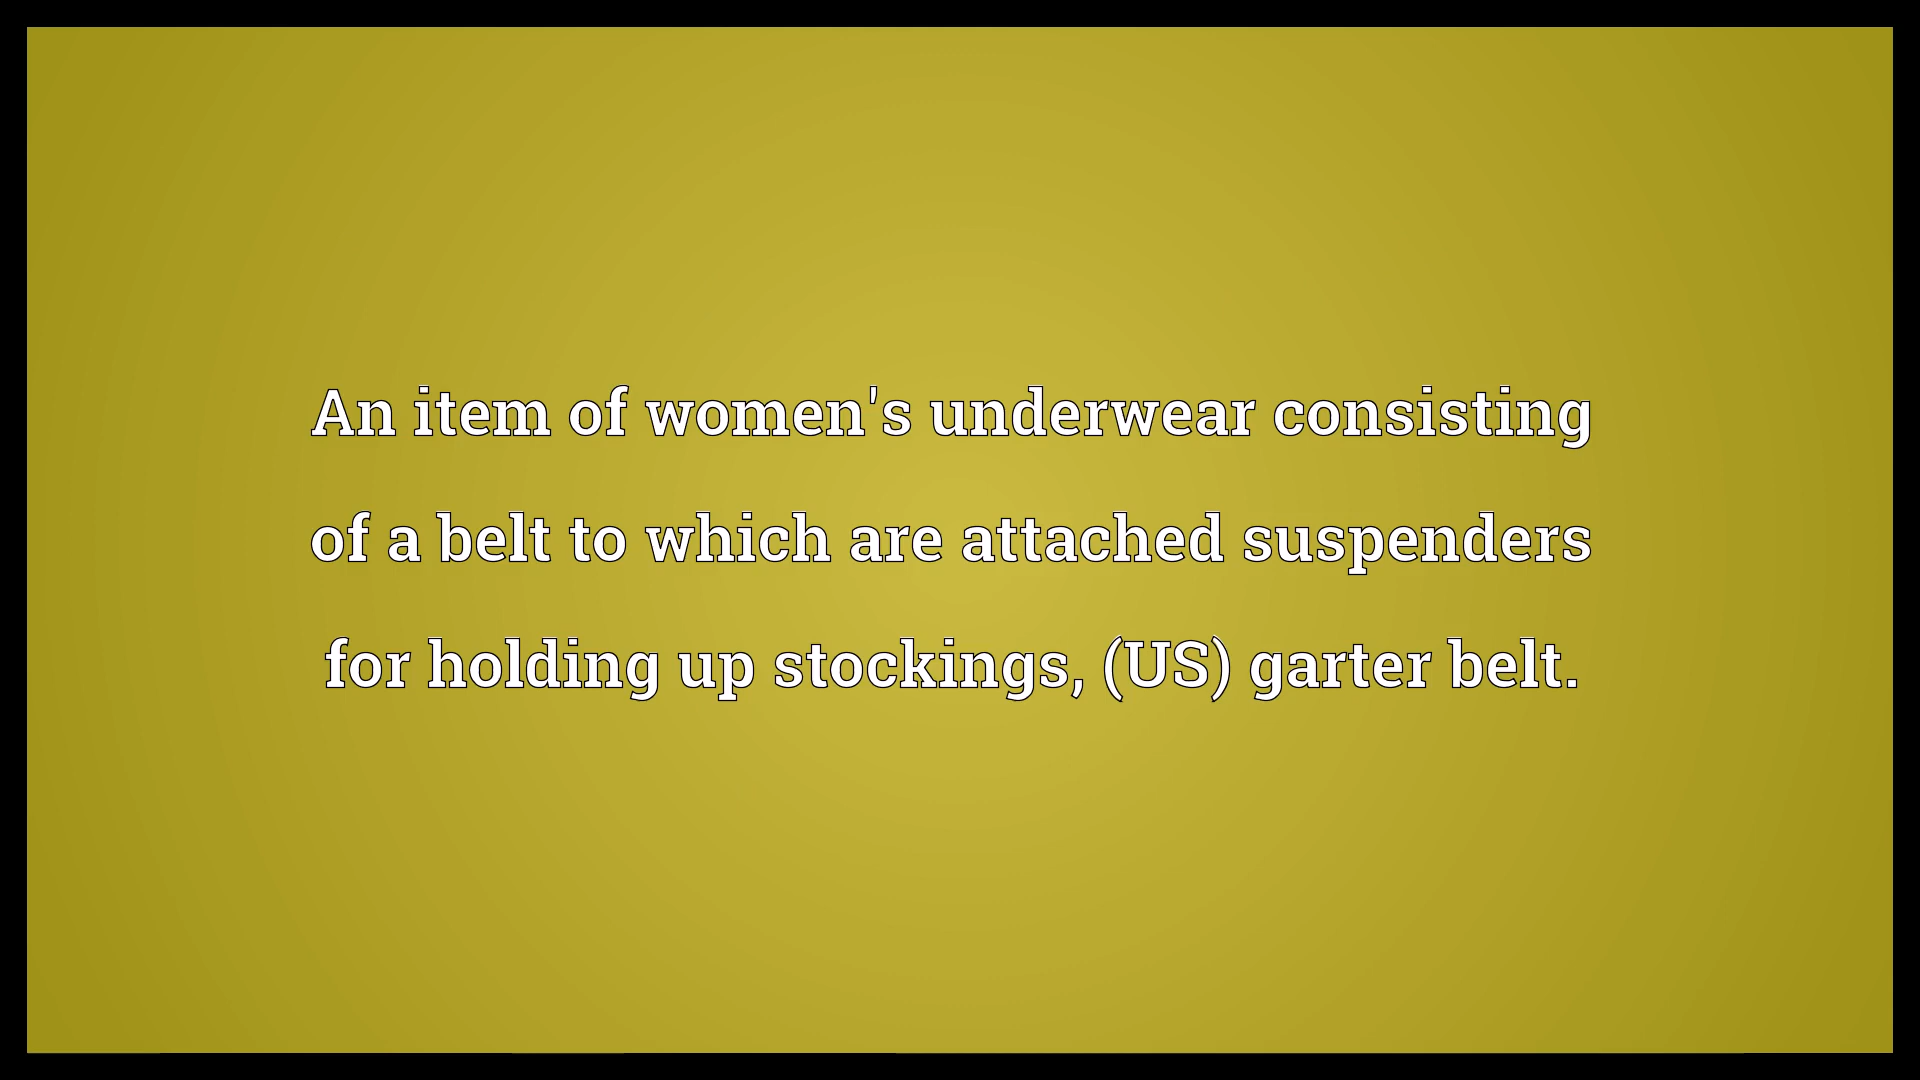 An item of women's underwear consisting
of a belt to which are attached suspenders
for holding up stockings, (US) garter belt.